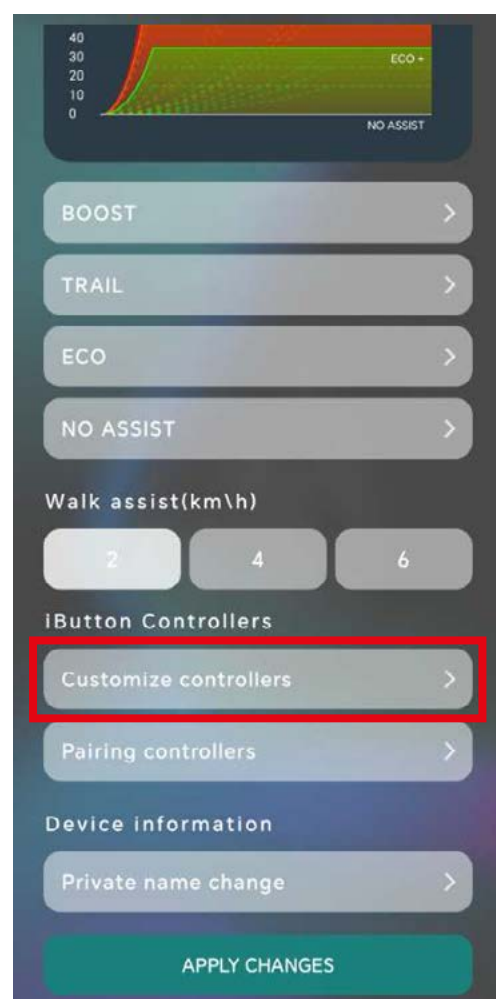 40
30
ECO +
20
10
0
NO ASSIST
BOOST
TRAIL
ECO
NO ASSIST
Walk assist(km\h)
2 4 6
iButton Controllers
Customize controllers
Pairing controllers
Device information
Private name change
APPLY CHANGES